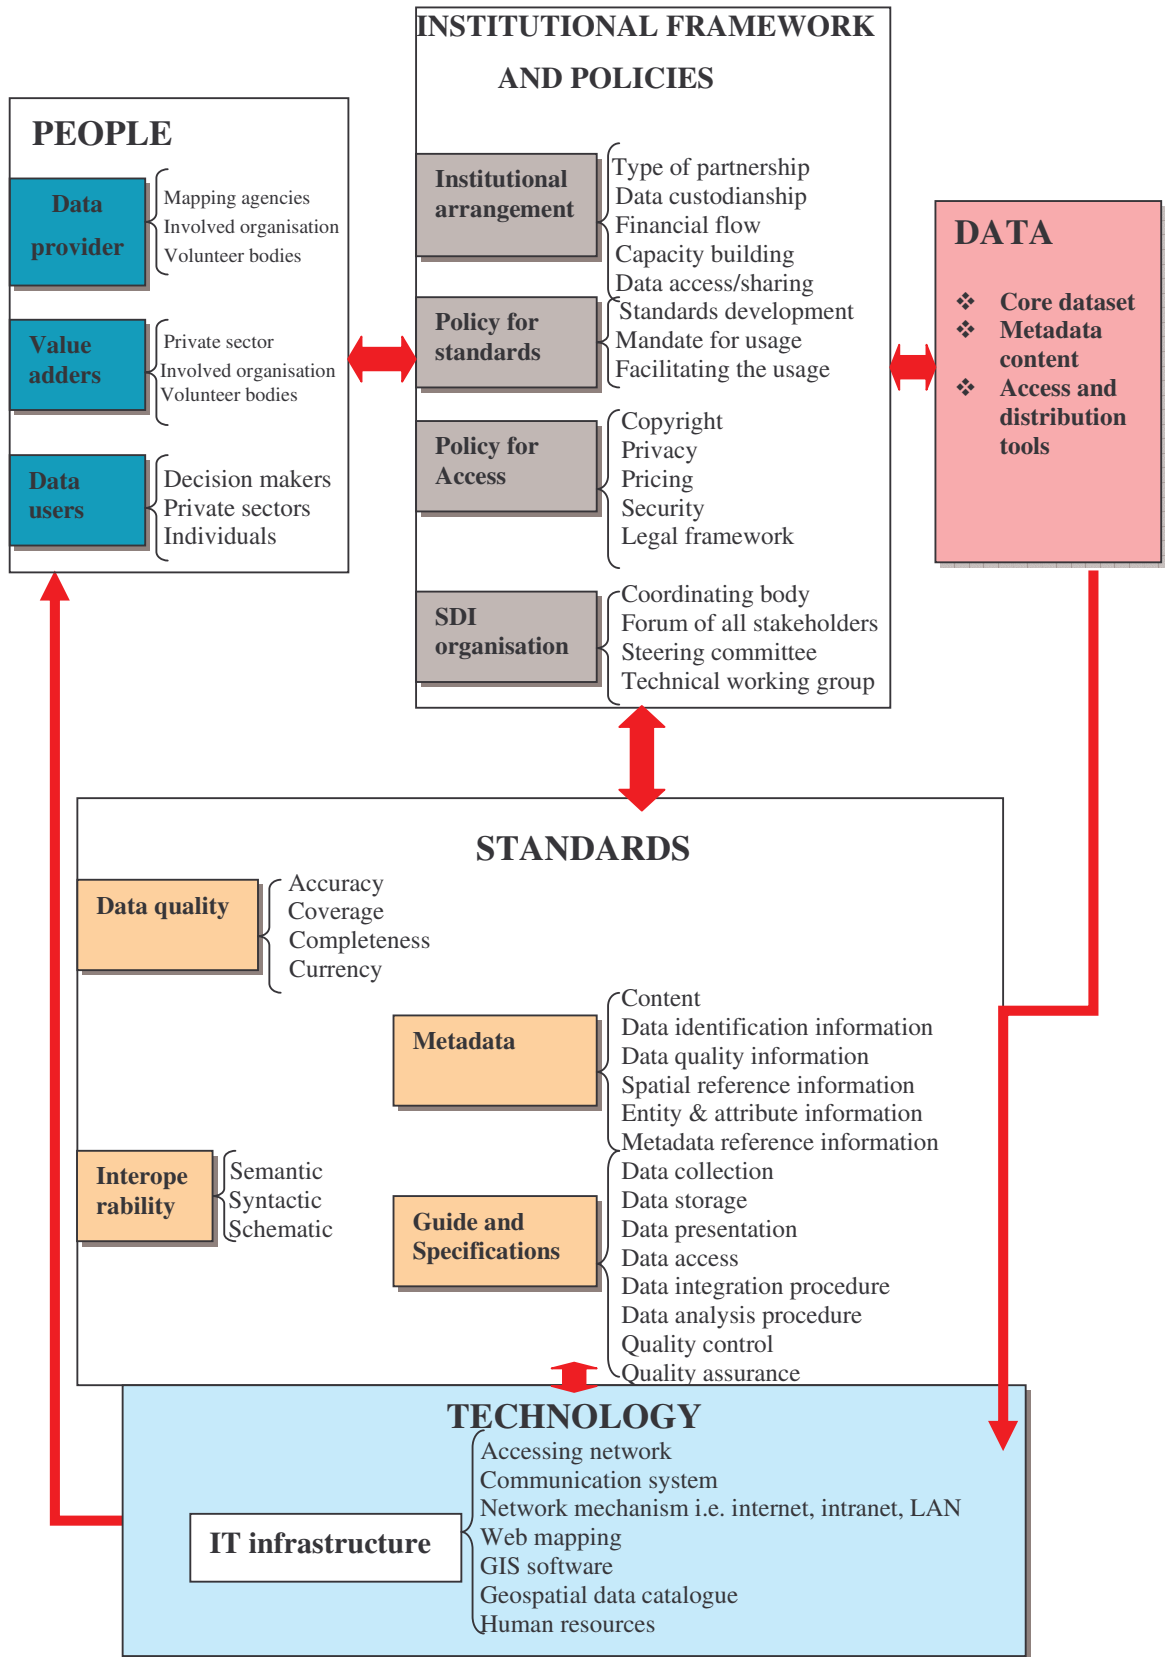 INSTITUTIONAL FRAMEWORK
AND POLICIES
PEOPLE
Data
provider
Mapping agencies
Involved organisation
Volunteer bodies
Value
adders
Private sector
Involved organisation
Volunteer bodies
Data
users
Decision makers
Private sectors
Individuals
Institutional
arrangement
Type of partnership
Data custodianship
Financial flow
Capacity building
Data access/sharing
Policy for
standards
Standards development
Mandate for usage
Facilitating the usage
Policy for
Access
Copyright
Privacy
Pricing
Security
Legal framework
SDI
organisation
Coordinating body
Forum of all stakeholders
Steering committee
Technical working group
DATA
❖ Core dataset
❖ Metadata
content
❖ Access and
distribution
tools
STANDARDS
Data quality
Accuracy
Coverage
Completeness
Currency
Metadata
Content
Data identification information
Data quality information
Spatial reference information
Entity & attribute information
Metadata reference information
Interope
rability
Semantic
Syntactic
Schematic
Guide and
Specifications
Data collection
Data storage
Data presentation
Data access
Data integration procedure
Data analysis procedure
Quality control
Quality assurance
TECHNOLOGY
IT infrastructure
Accessing network
Communication system
Network mechanism i.e. internet, intranet, LAN
Web mapping
GIS software
Geospatial data catalogue
Human resources